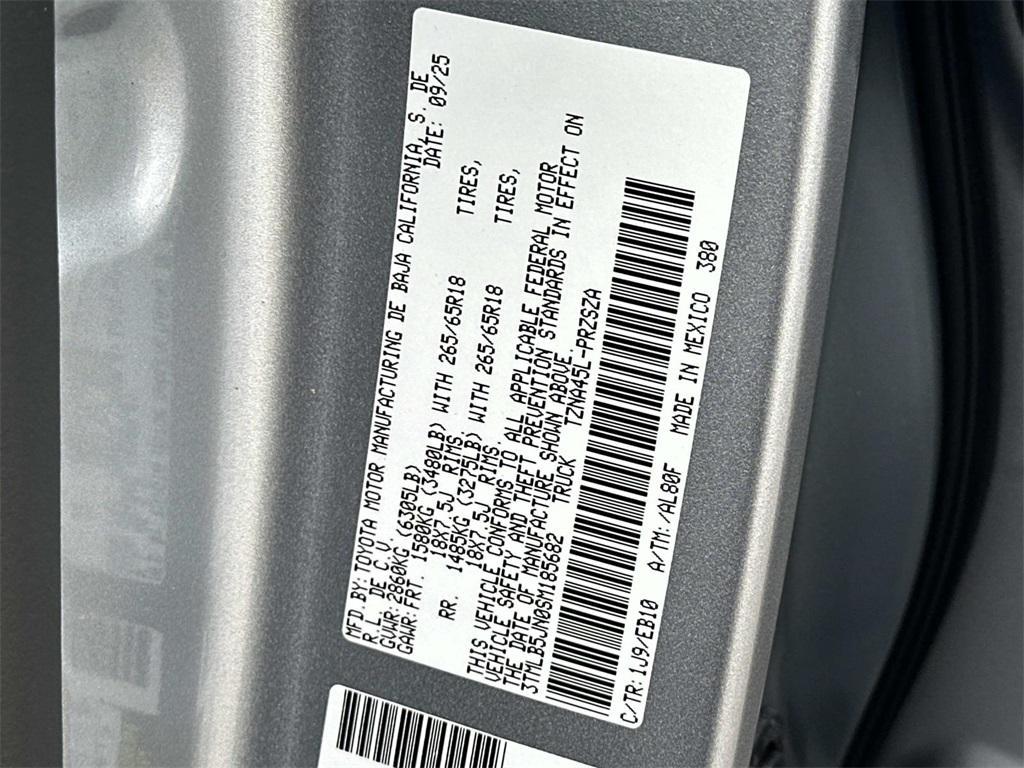 MFD.BY:TOYOTA MOTOR MANUFACTURING DE BAJA CALIFORNIA, S. DE
R.L. DE C.V. DATE: 09/25
GVWR:2860KG (6305LB)
GAWR:FRT. 1580KG (3480LB) WITH 265/65R18 TIRES,
18X7.5J RIMS,
RR. 1485KG (3275LB) WITH 265/65R18 TIRES,
18X7.5J RIMS.
THIS VEHICLE CONFORMS TO ALL APPLICABLE FEDERAL MOTOR
VEHICLE SAFETY AND THEFT PREVENTION STANDARDS IN EFFECT ON
THE DATE OF MANUFACTURE SHOWN ABOVE.
3TMLB5JN0SM185682 TRUCK TZNA45L-PRZSZA
C/TR:1J9/EB10 A/TM:/AL80F MADE IN MEXICO 380